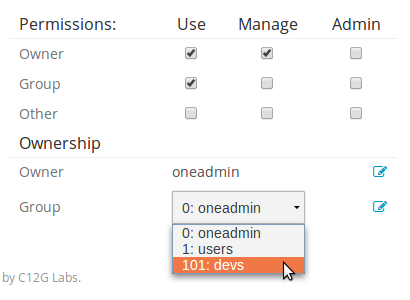 Permissions: Use Manage Admin
Owner
Group
Other
Ownership
Owner oneadmin
Group 0: oneadmin
0: oneadmin
1: users
101: devs
by C12G Labs.